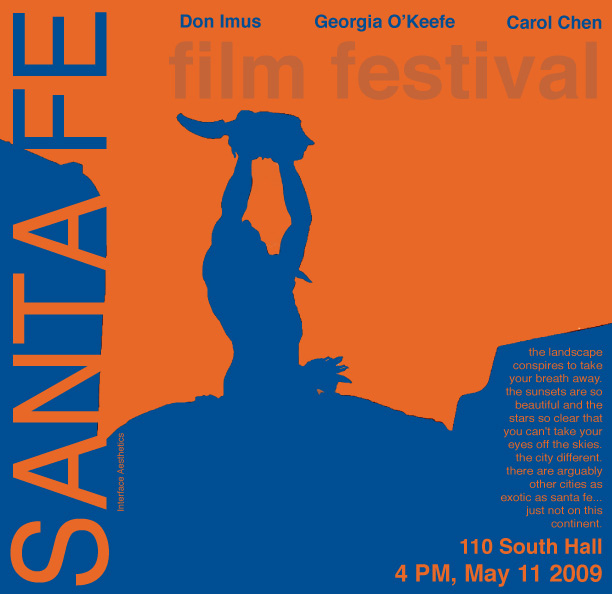 Don Imus Georgia O'Keefe Carol Chen
film festival
SANTA FE
Interface Aesthetics
the landscape
conspires to take
your breath away.
the sunsets are so
beautiful and the
stars so clear that
you can't take your
eyes off the skies.
the city different.
there are arguably
other cities as
exotic as santa fe...
just not on this
continent.
110 South Hall
4 PM, May 11 2009